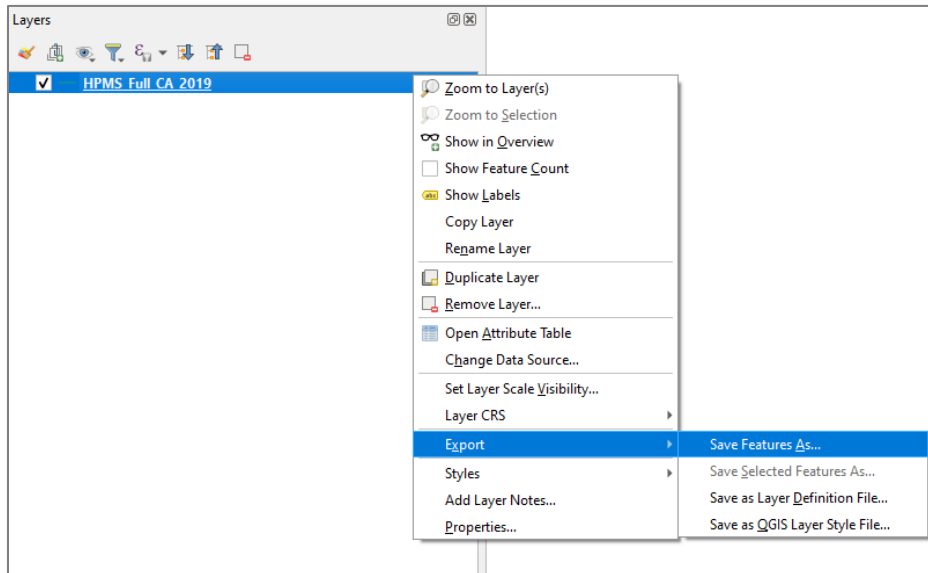 Layers
HPMS_Full_CA_2019
Zoom to Layer(s)
Zoom to Selection
Show in Overview
Show Feature Count
abc Show Labels
Copy Layer
Rename Layer
Duplicate Layer
Remove Layer...
Open Attribute Table
Change Data Source...
Set Layer Scale Visibility...
Layer CRS
Export
Save Features As...
Save Selected Features As...
Styles
Save as Layer Definition File...
Add Layer Notes...
Save as QGIS Layer Style File...
Properties...